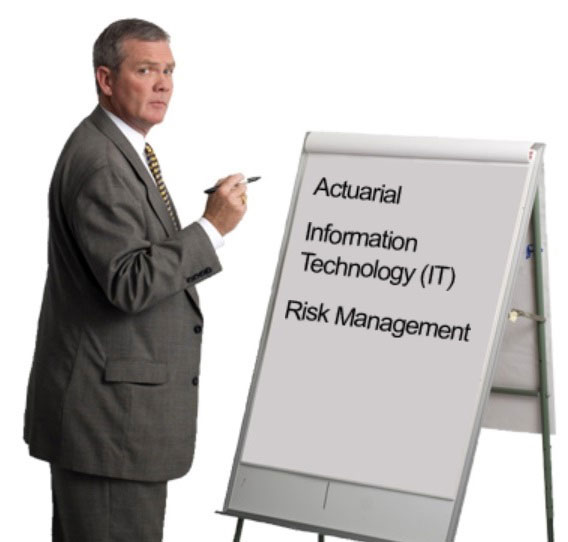 Actuarial
Information
Technology (IT)
Risk Management